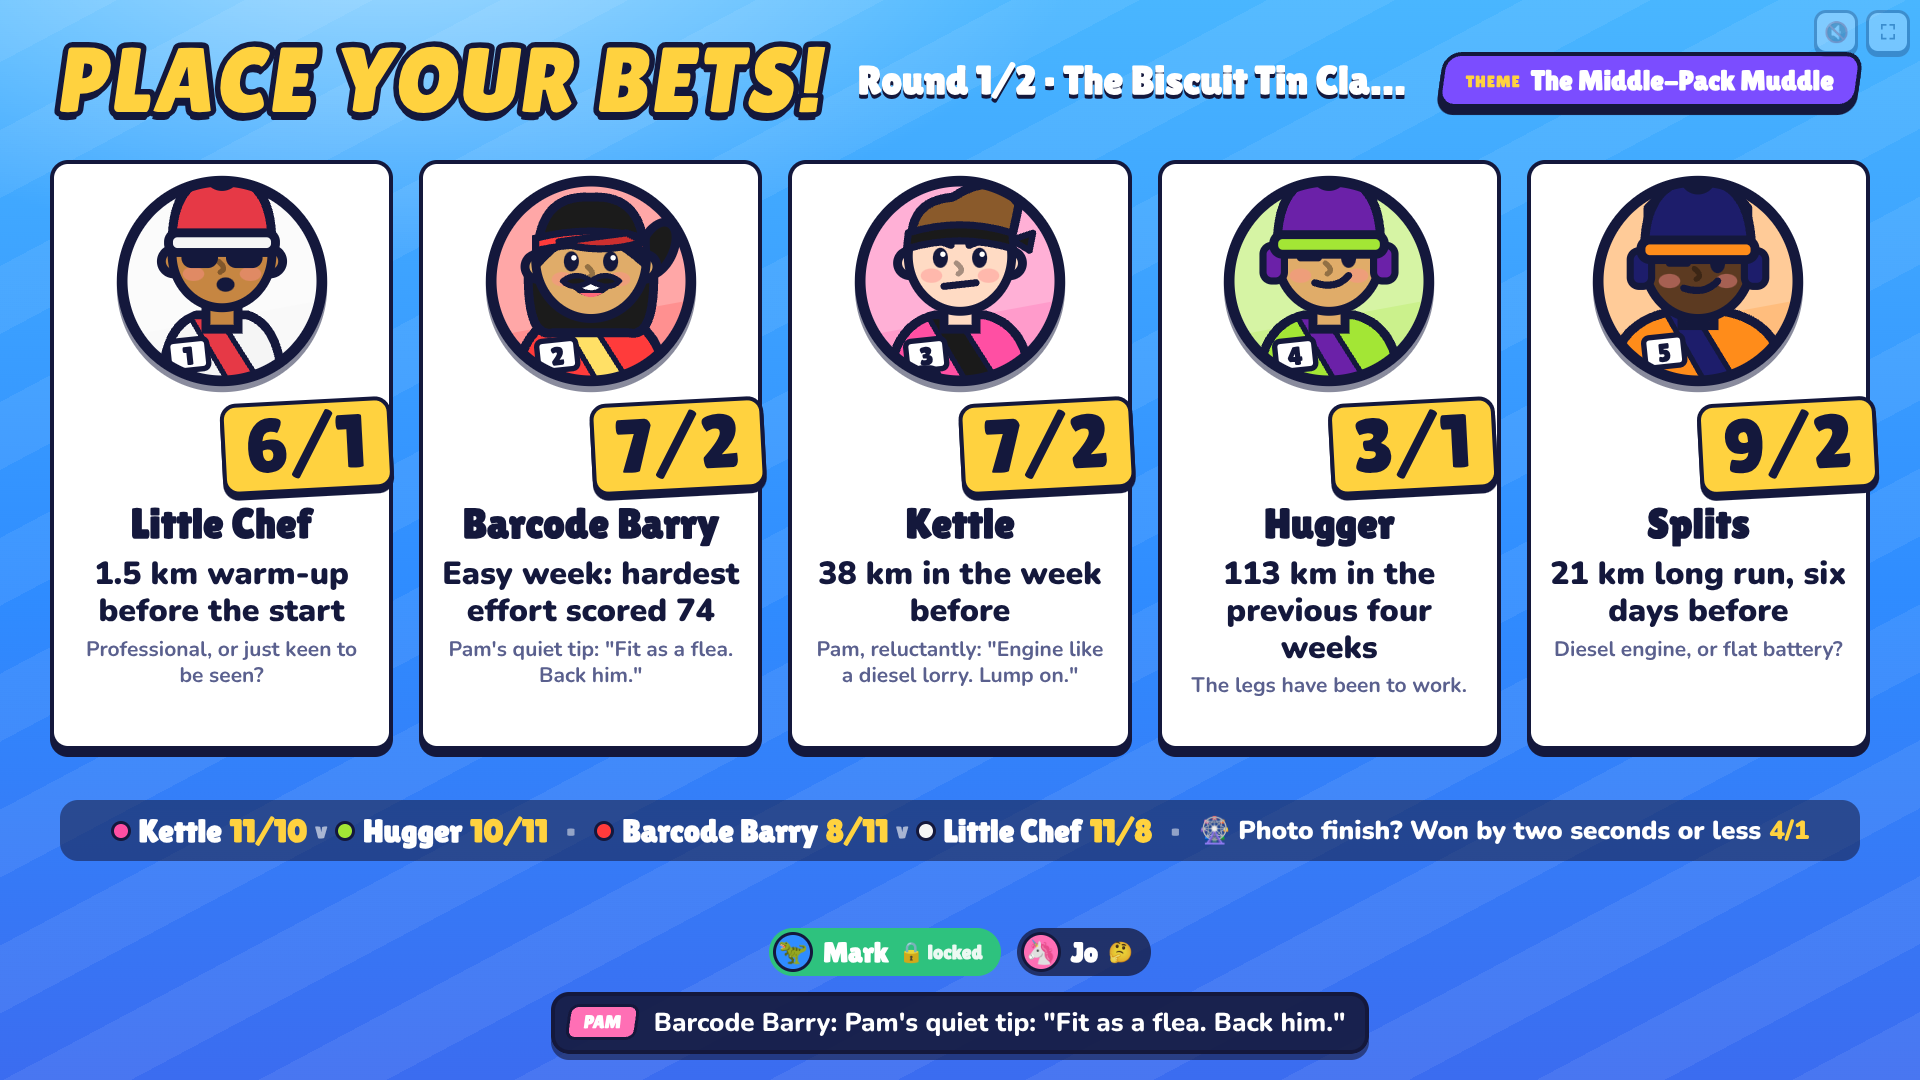 PLACE YOUR BETS!
Round 1/2 · The Biscuit Tin Cla...
THEME The Middle-Pack Muddle
1
6/1
Little Chef
1.5 km warm-up
before the start
Professional, or just keen to
be seen?
2
7/2
Barcode Barry
Easy week: hardest
effort scored 74
Pam's quiet tip: "Fit as a flea.
Back him."
3
7/2
Kettle
38 km in the week
before
Pam, reluctantly: "Engine like
a diesel lorry. Lump on."
4
3/1
Hugger
113 km in the
previous four
weeks
The legs have been to work.
5
9/2
Splits
21 km long run, six
days before
Diesel engine, or flat battery?
Kettle 11/10 v Hugger 10/11 · Barcode Barry 8/11 v Little Chef 11/8 · Photo finish? Won by two seconds or less 4/1
Mark locked
Jo
PAM Barcode Barry: Pam's quiet tip: "Fit as a flea. Back him."